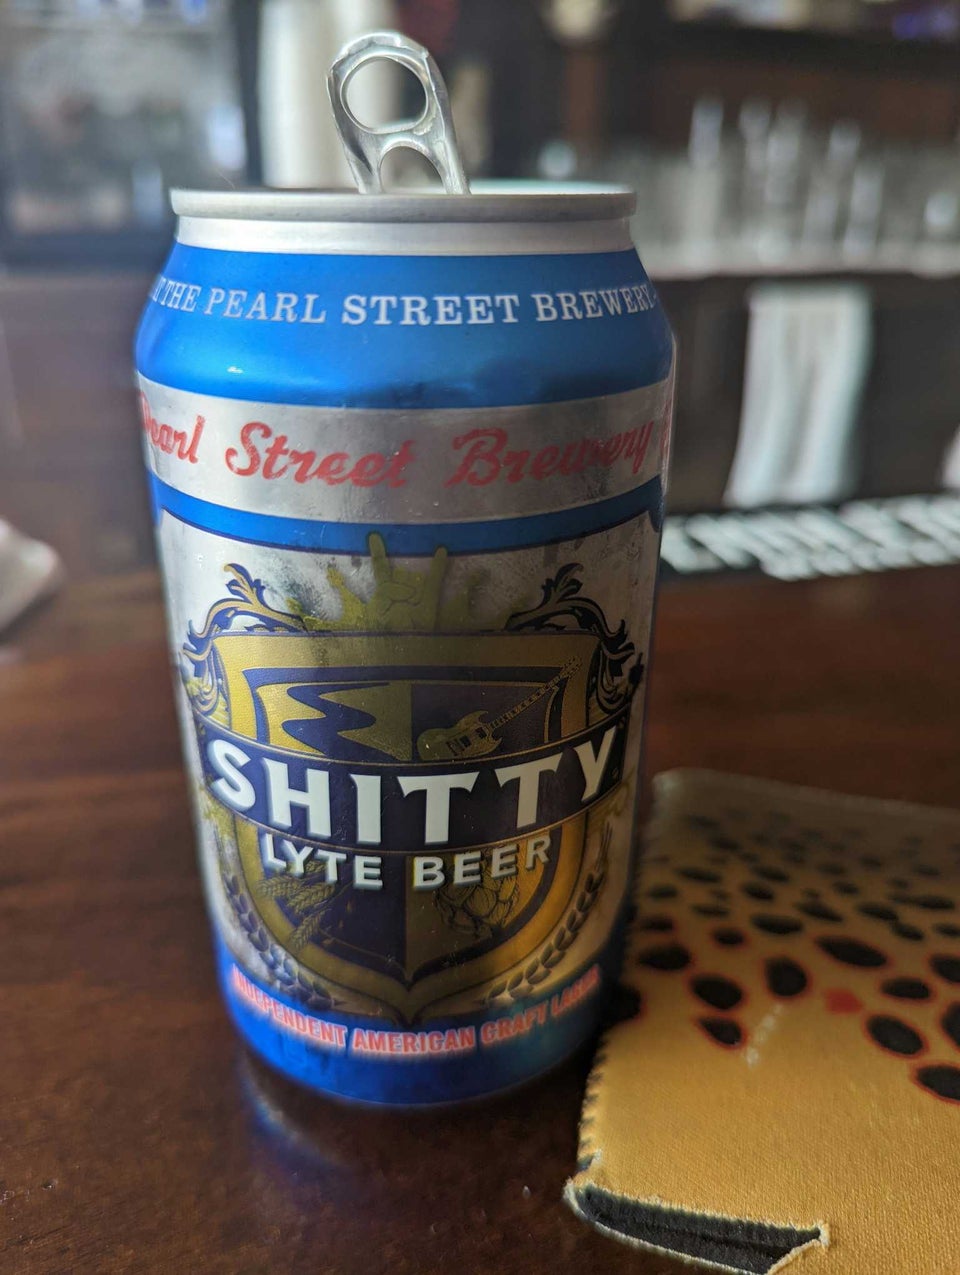 THE PEARL STREET BREWERY
Pearl Street Brewery
SHITTY
LYTE BEER
INDEPENDENT AMERICAN CRAFT LAGER